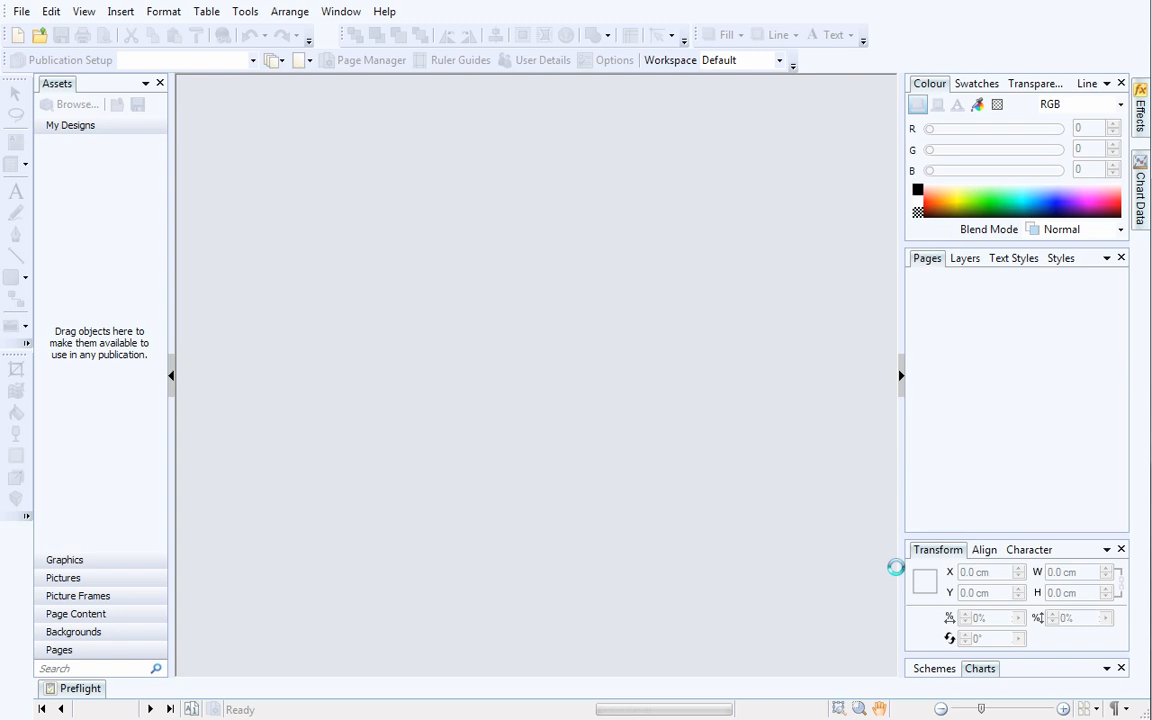 File Edit View Insert Format Table Tools Arrange Window Help
Fill Line A Text
Publication Setup Page Manager Ruler Guides User Details Options Workspace Default
Assets
Browse...
My Designs
Drag objects here to
make them available to
use in any publication.
Graphics
Pictures
Picture Frames
Page Content
Backgrounds
Pages
Search
Preflight
Ready
Colour Swatches Transpare... Line
RGB
R 0
G 0
B 0
Blend Mode Normal
Pages Layers Text Styles Styles
Transform Align Character
X 0.0 cm W 0.0 cm
Y 0.0 cm H 0.0 cm
0% 0%
0°
Schemes Charts
fx Effects
Chart Data